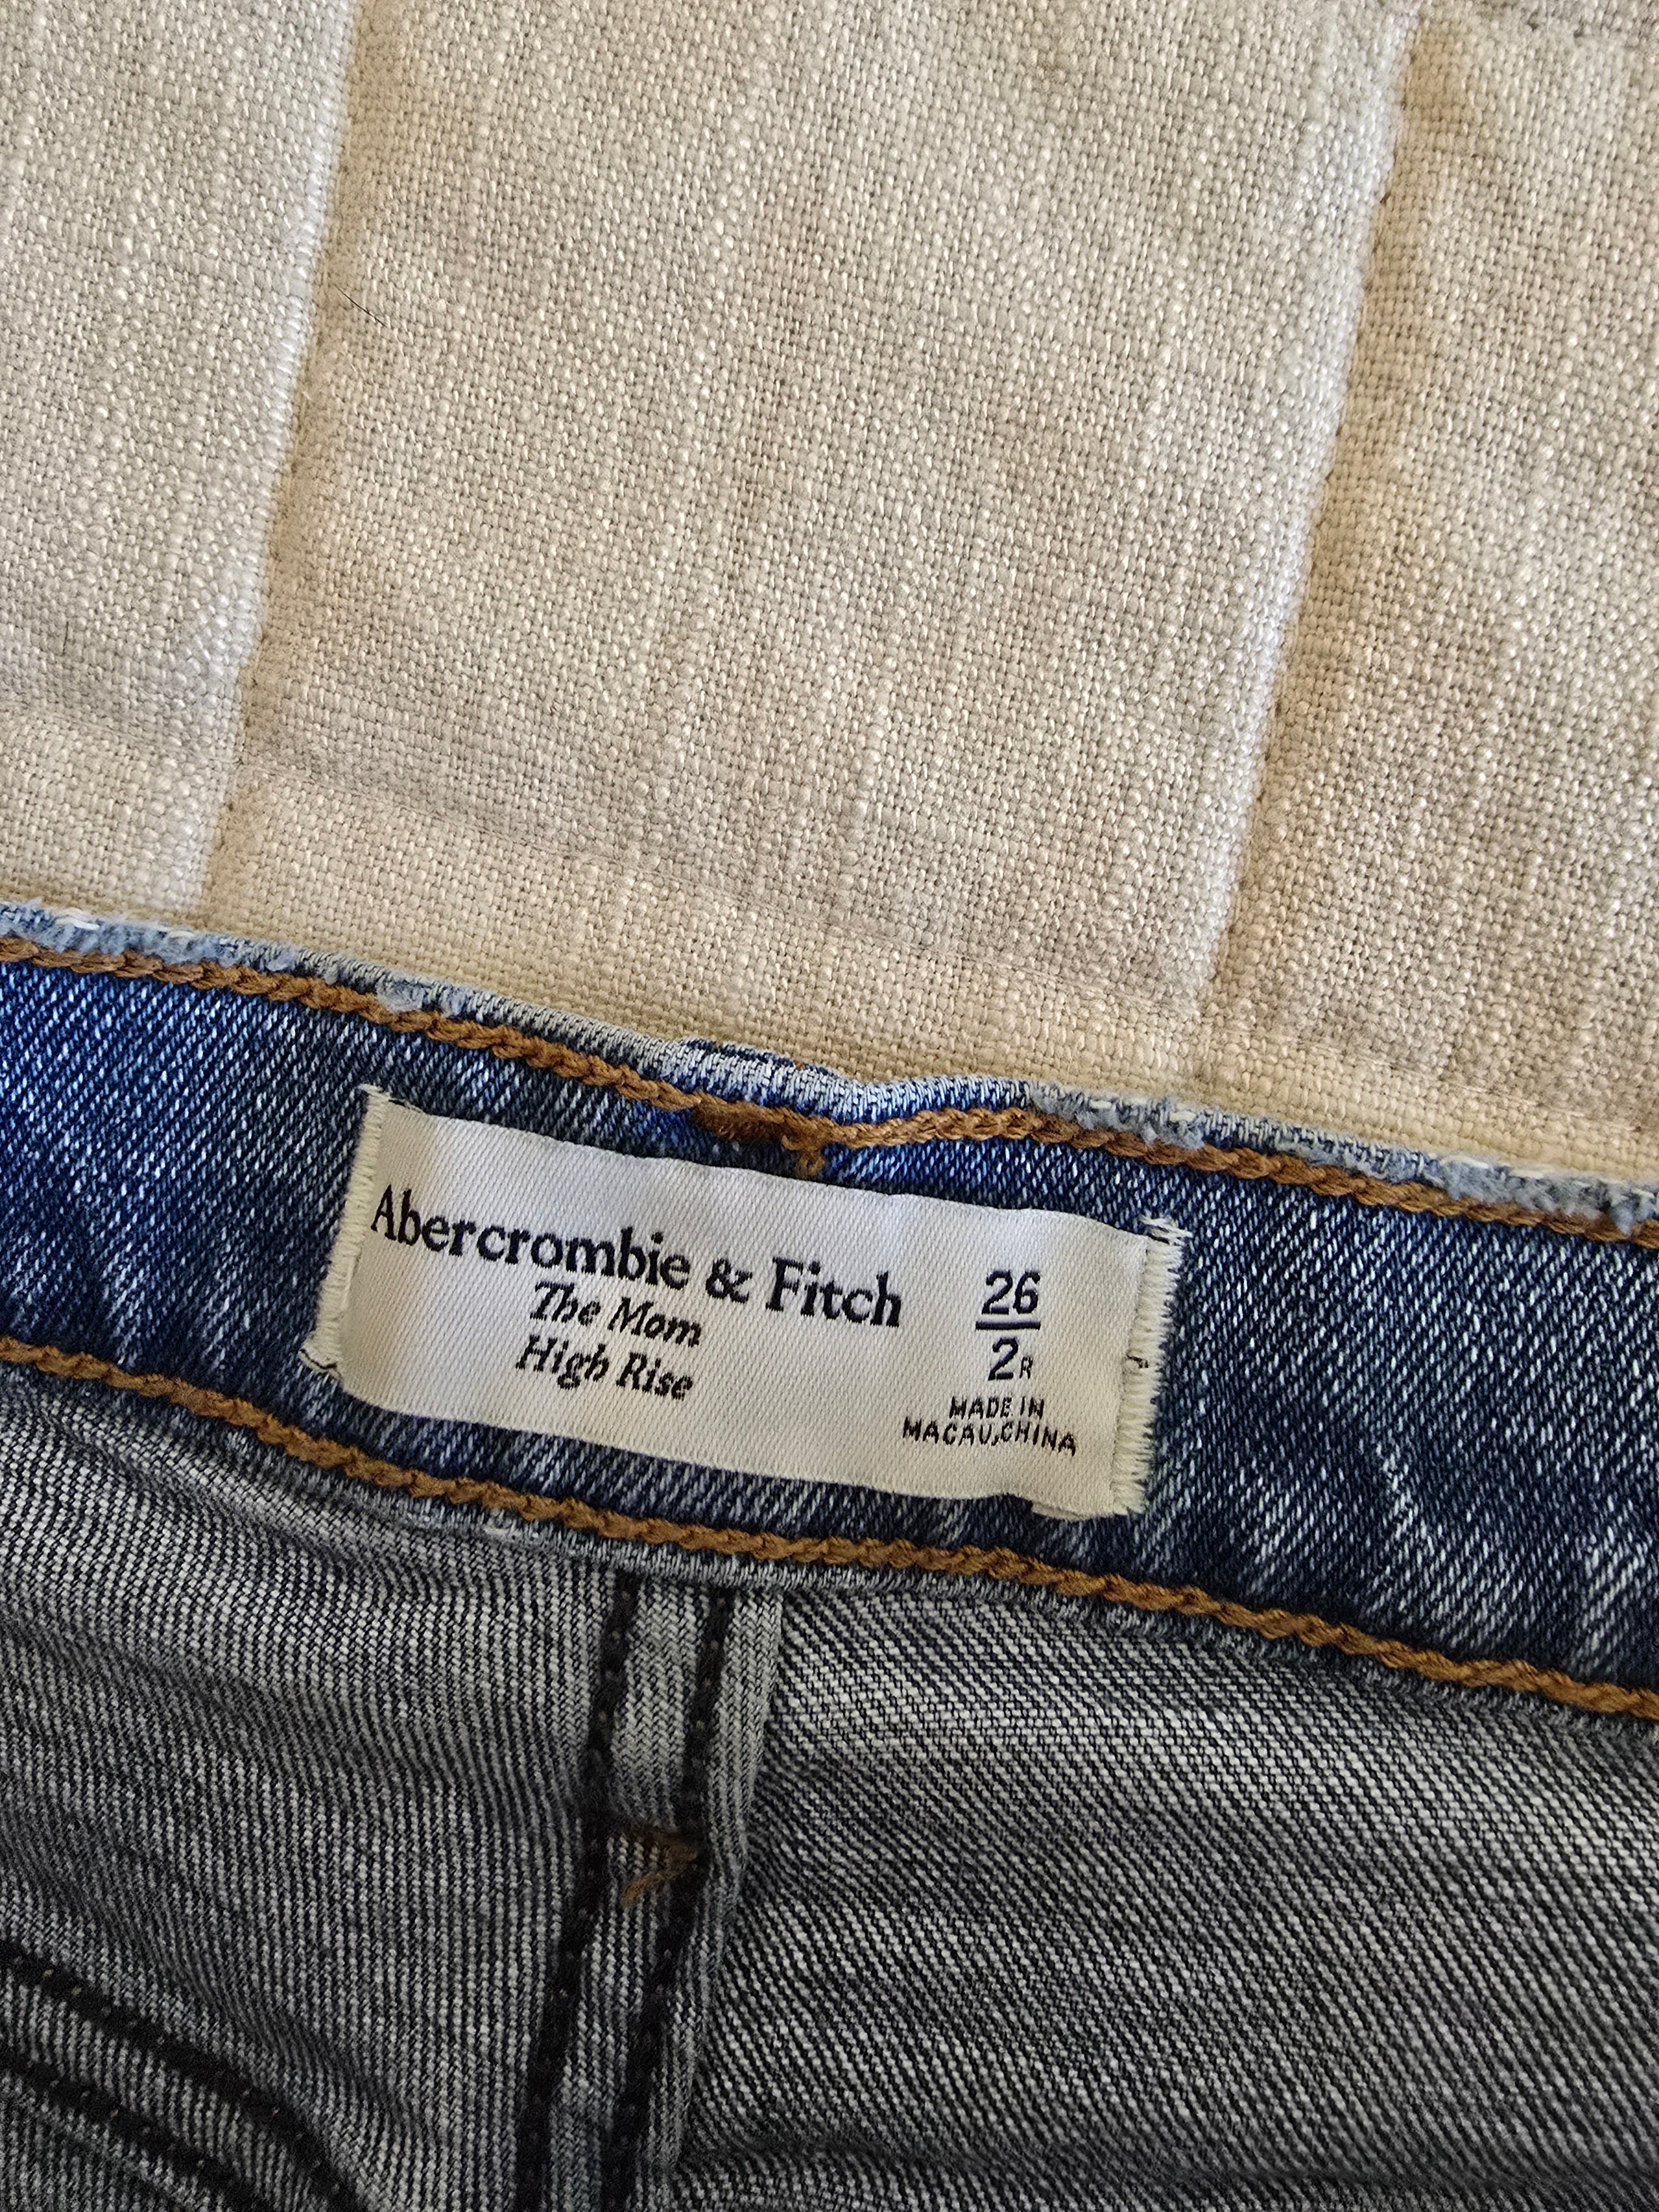 Abercrombie & Fitch
The Mom
High Rise
26
2R
MADE IN
MACAU,CHINA